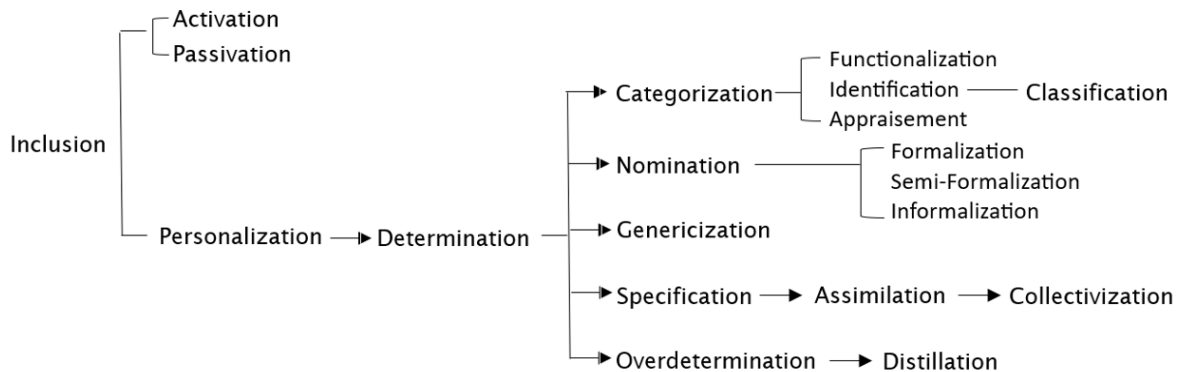 Activation
Passivation
Functionalization
Categorization
Identification
Classification
Appraisement
Inclusion
Formalization
Nomination
Semi-Formalization
Informalization
Personalization
Determination
Genericization
Specification
Assimilation
Collectivization
Overdetermination
Distillation